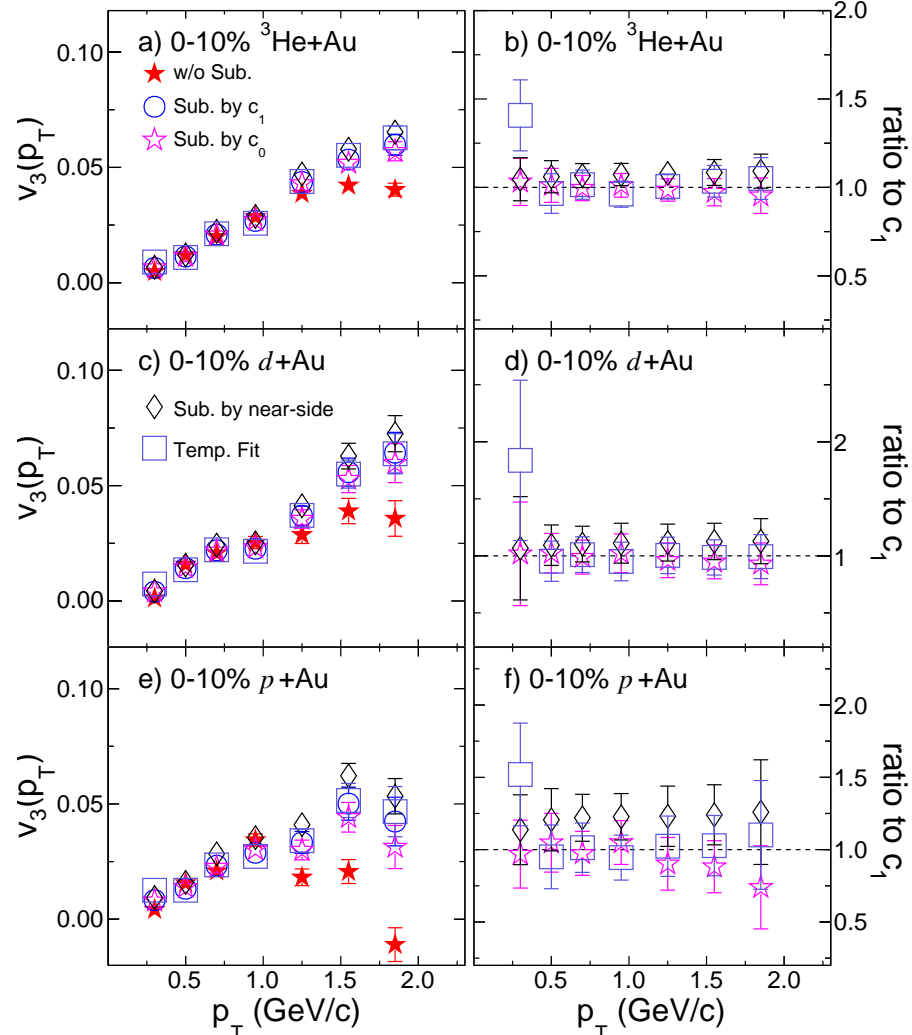 a) 0-10% ³He+Au
w/o Sub.
Sub. by c₁
Sub. by c₀
v₃(p_T)
0.10
0.05
0.00
b) 0-10% ³He+Au
2.0
1.5
1.0
0.5
ratio to c₁
c) 0-10% d+Au
Sub. by near-side
Temp. Fit
v₃(p_T)
0.10
0.05
0.00
d) 0-10% d+Au
2
1
ratio to c₁
e) 0-10% p+Au
v₃(p_T)
0.10
0.05
0.00
0.5 1.0 1.5 2.0
p_T (GeV/c)
f) 0-10% p+Au
2.0
1.5
1.0
0.5
ratio to c₁
0.5 1.0 1.5 2.0
p_T (GeV/c)